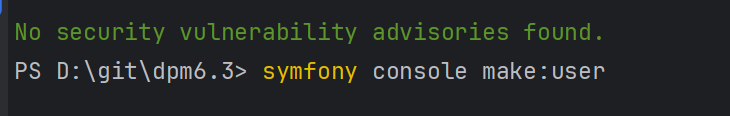 No security vulnerability advisories found.
PS D:\git\dpm6.3> symfony console make:user